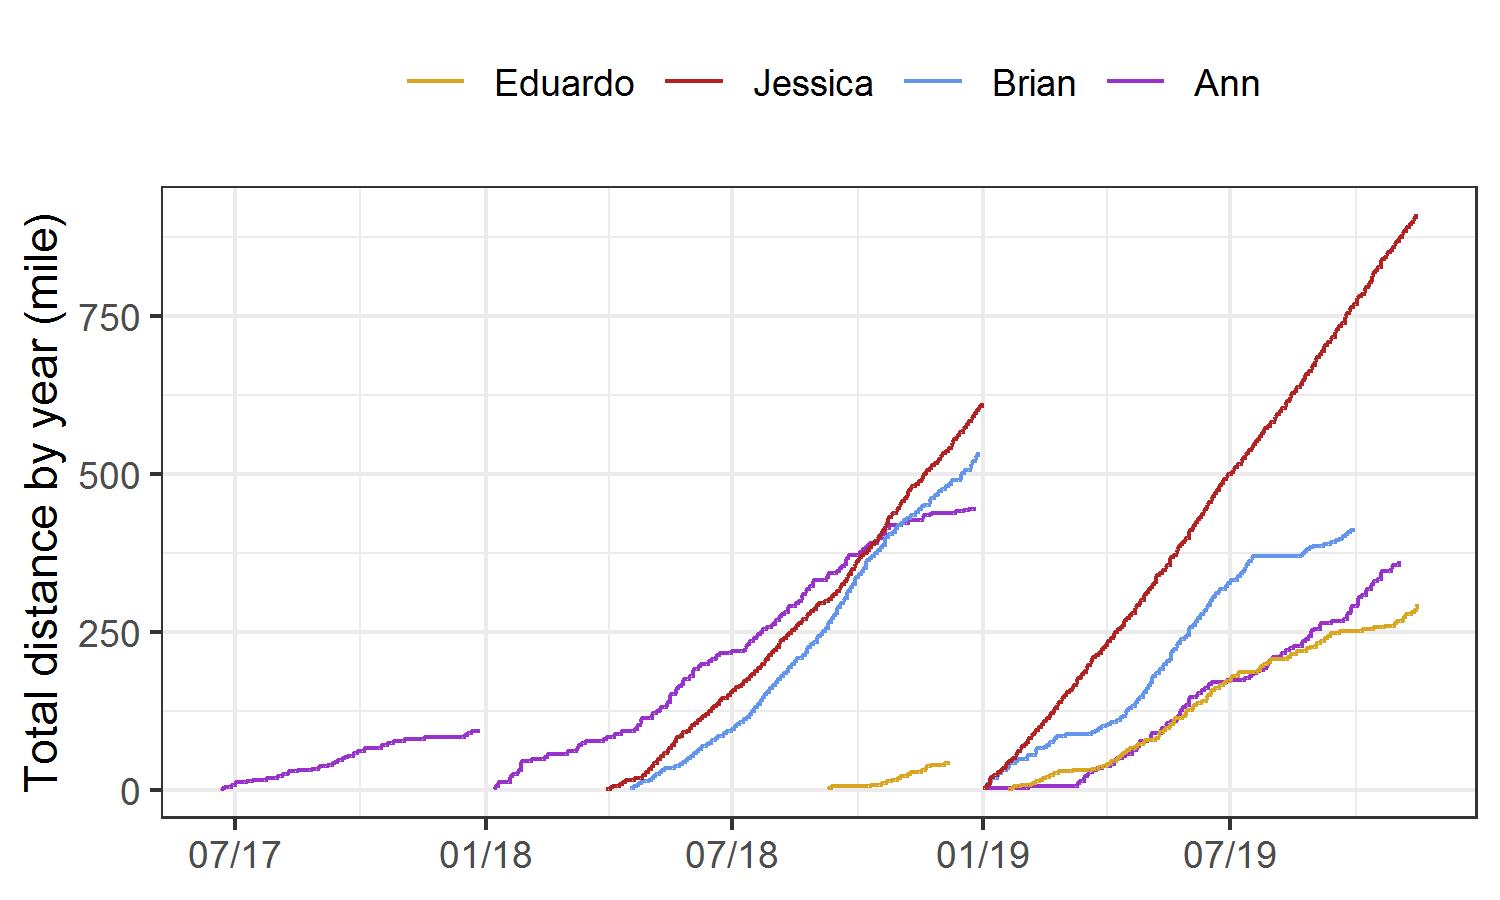 Eduardo Jessica Brian Ann
Total distance by year (mile)
750
500
250
0
07/17 01/18 07/18 01/19 07/19